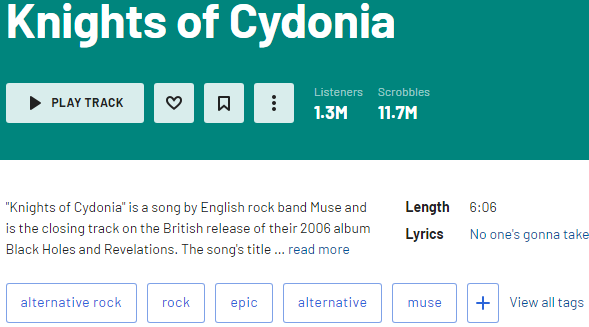 Knights of Cydonia
PLAY TRACK
Listeners Scrobbles
1.3M 11.7M
"Knights of Cydonia" is a song by English rock band Muse and
is the closing track on the British release of their 2006 album
Black Holes and Revelations. The song's title ... read more
Length 6:06
Lyrics No one's gonna take
alternative rock rock epic alternative muse + View all tags